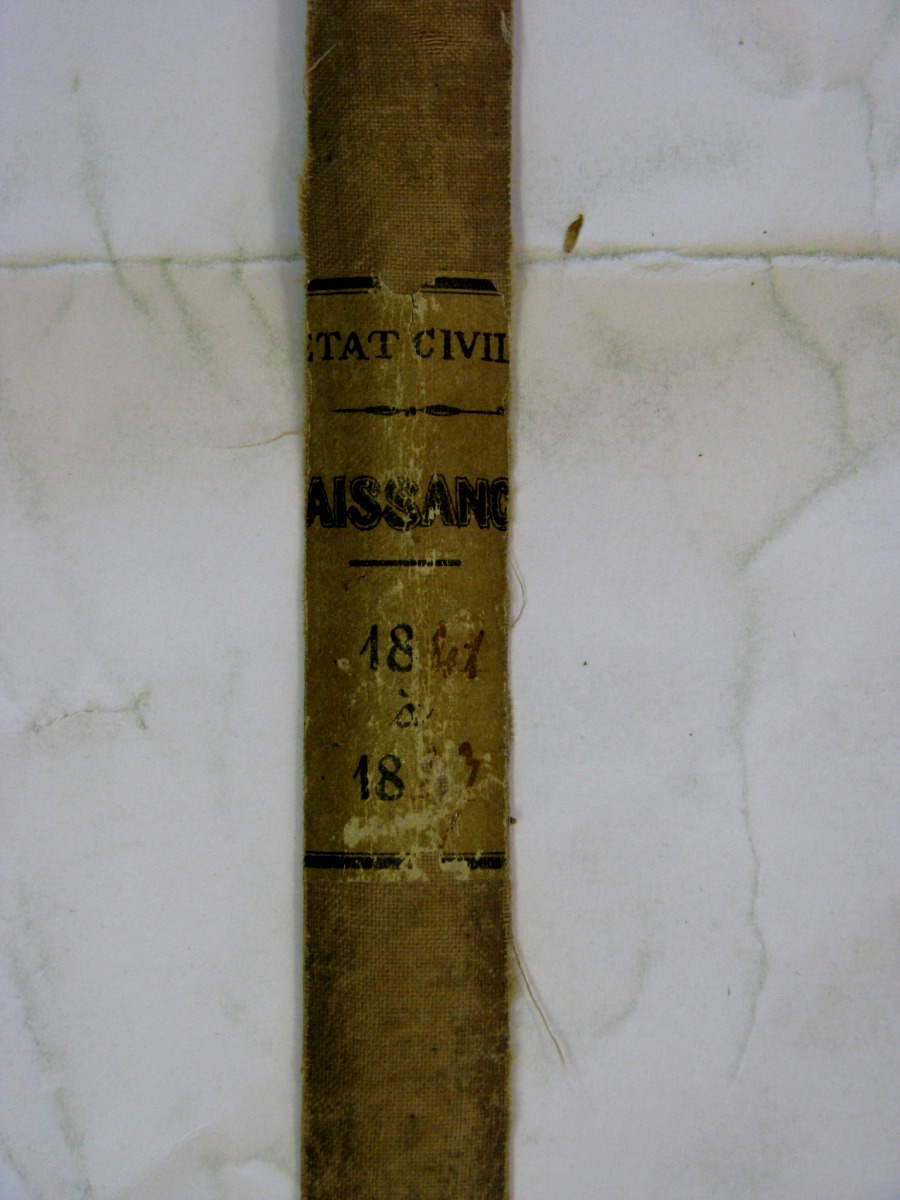 ETAT CIVIL
AISSANC
18
à
18